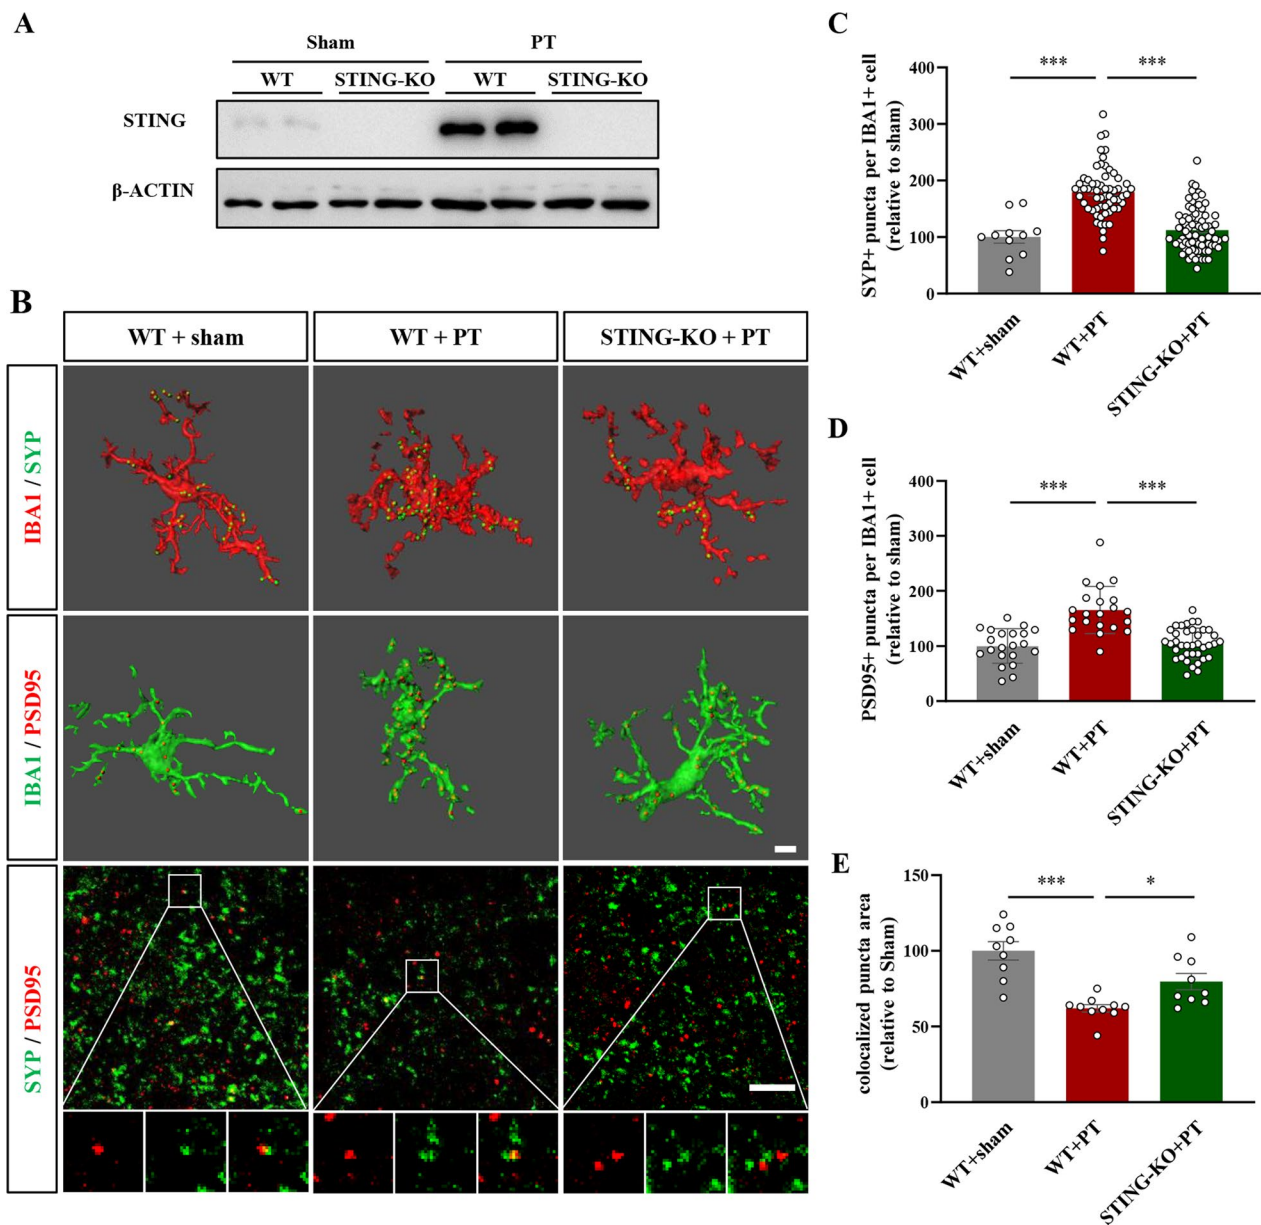 A
Sham PT
WT STING-KO WT STING-KO
STING
β-ACTIN
B
WT + sham WT + PT STING-KO + PT
IBA1 / SYP
IBA1 / PSD95
SYP / PSD95
C
SYP+ puncta per IBA1+ cell
(relative to sham)
400
300
200
100
0
*** ***
WT+sham WT+PT STING-KO+PT
D
PSD95+ puncta per IBA1+ cell
(relative to sham)
400
300
200
100
0
*** ***
WT+sham WT+PT STING-KO+PT
E
colocalized puncta area
(relative to Sham)
150
100
50
0
*** *
WT+sham WT+PT STING-KO+PT